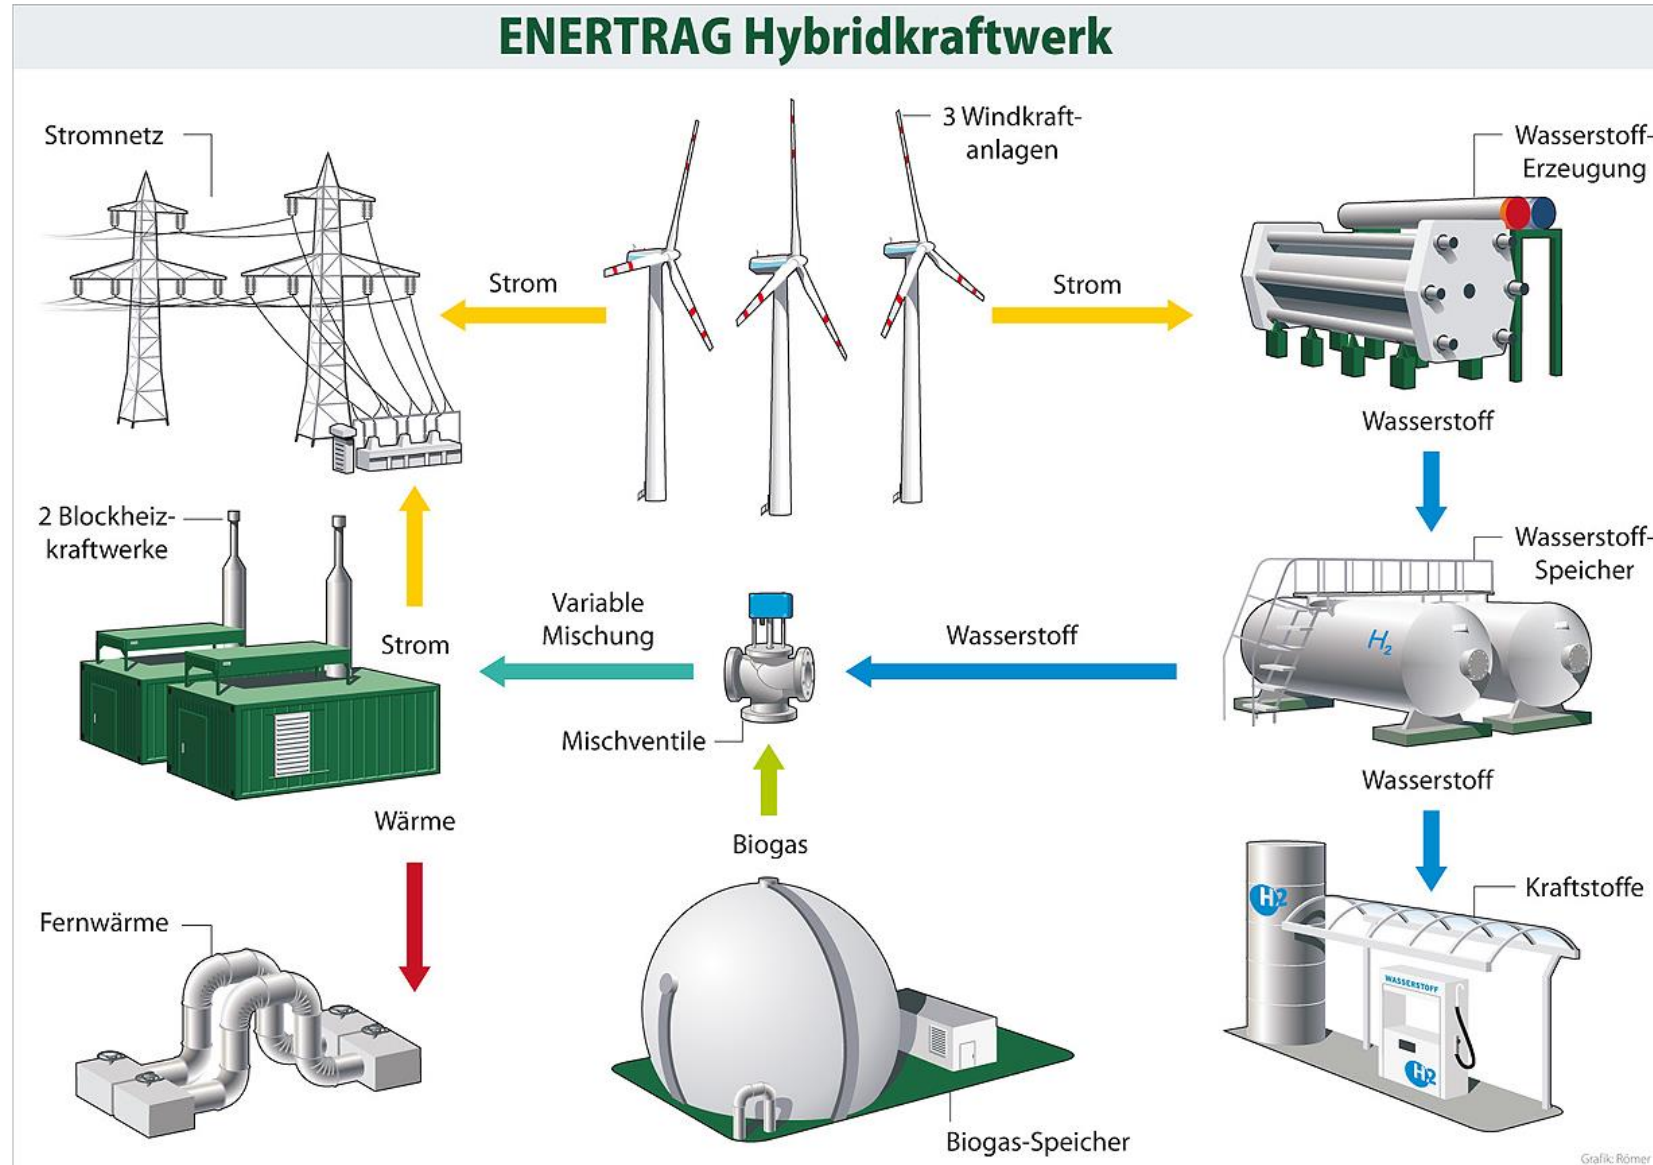 ENERTRAG Hybridkraftwerk
Stromnetz
3 Windkraft-
anlagen
Wasserstoff-
Erzeugung
Strom
Strom
Wasserstoff
2 Blockheiz-
kraftwerke
Wasserstoff-
Speicher
Variable
Mischung
Strom
Wasserstoff
H2
Mischventile
Wasserstoff
Wärme
Biogas
Kraftstoffe
H2
Fernwärme
WASSERSTOFF
H2
Biogas-Speicher
Grafik: Römer